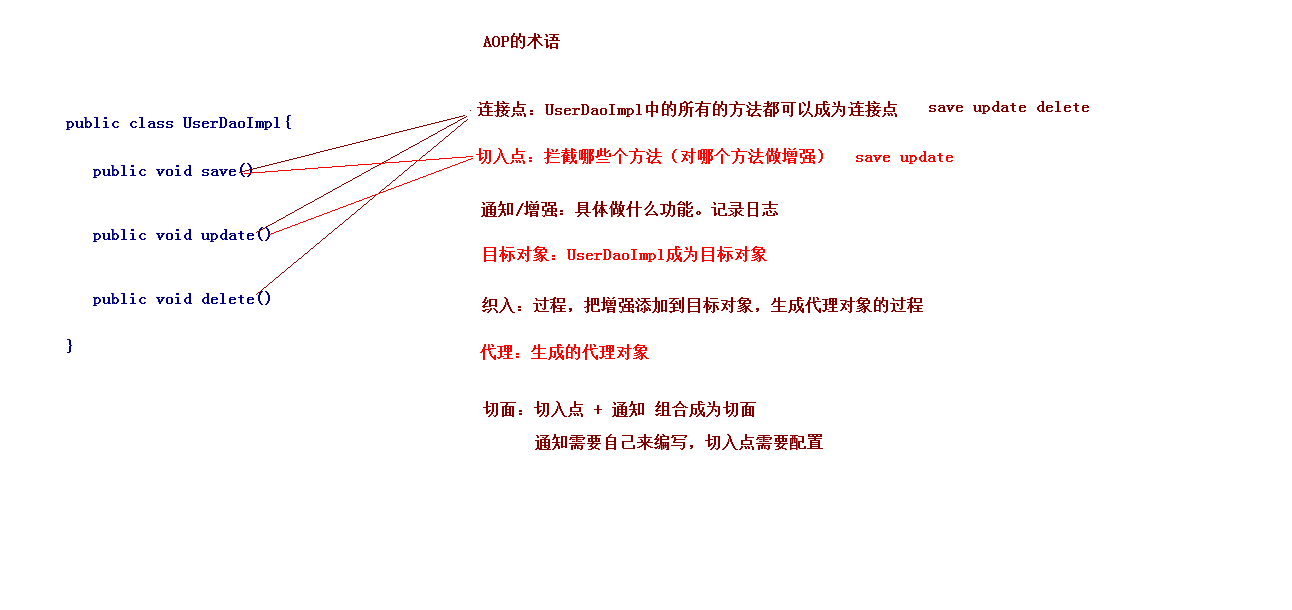 AOP的术语
public class UserDaoImpl{
public void save()
public void update()
public void delete()
}
连接点：UserDaoImpl中的所有的方法都可以成为连接点 save update delete
切入点：拦截哪些个方法（对哪个方法做增强） save update
通知/增强：具体做什么功能。记录日志
目标对象：UserDaoImpl成为目标对象
织入：过程，把增强添加到目标对象，生成代理对象的过程
代理：生成的代理对象
切面：切入点 + 通知 组合成为切面
通知需要自己来编写，切入点需要配置